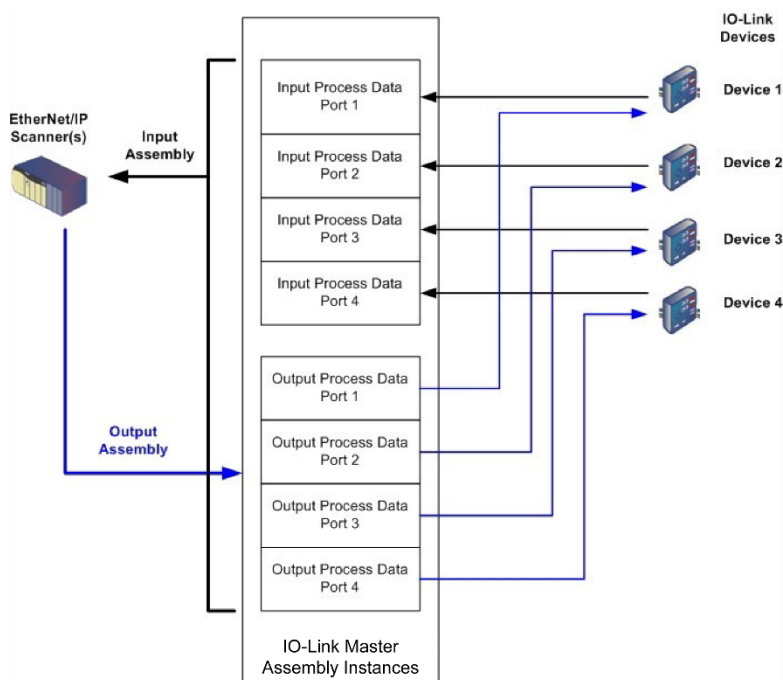 IO-Link
Devices
EtherNet/IP
Scanner(s)
Input
Assembly
Input Process Data
Port 1
Input Process Data
Port 2
Input Process Data
Port 3
Input Process Data
Port 4
Device 1
Device 2
Device 3
Device 4
Output
Assembly
Output Process Data
Port 1
Output Process Data
Port 2
Output Process Data
Port 3
Output Process Data
Port 4
IO-Link Master
Assembly Instances